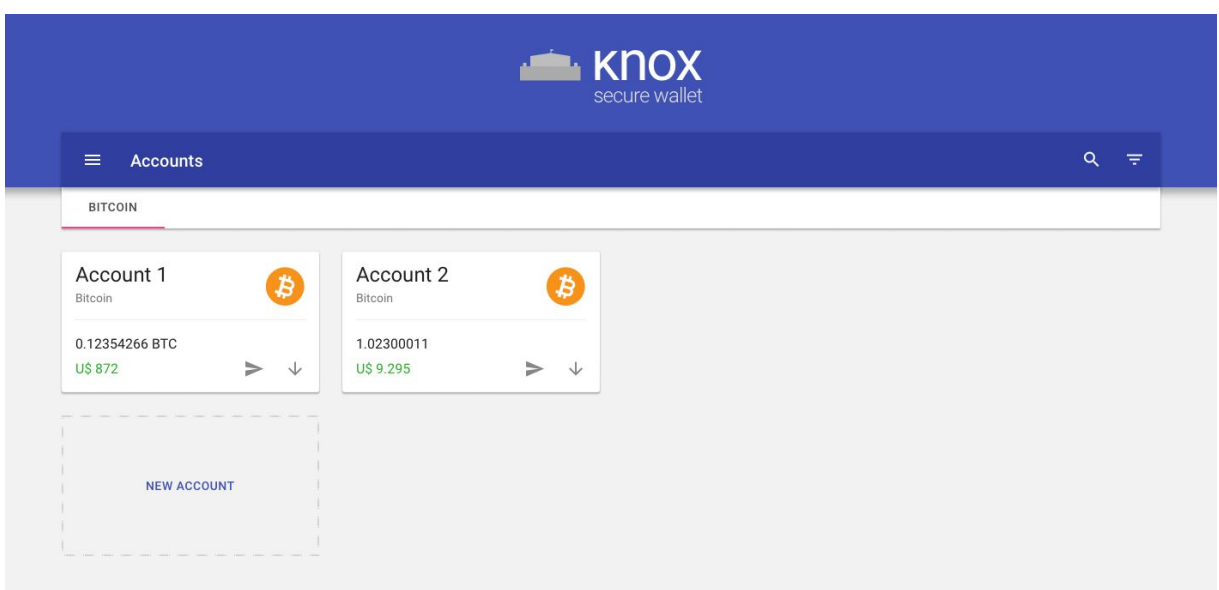 Knox
secure wallet
Accounts
BITCOIN
Account 1
Bitcoin
0.12354266 BTC
U$ 872
Account 2
Bitcoin
1.02300011
U$ 9.295
NEW ACCOUNT